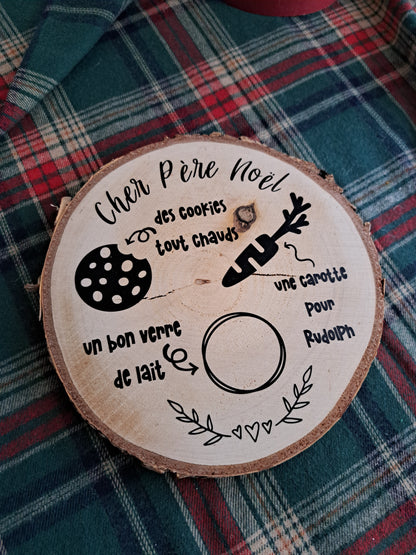 Cher Père Noël
des cookies
tout chauds
une carotte
pour
Rudolph
un bon verre
de lait